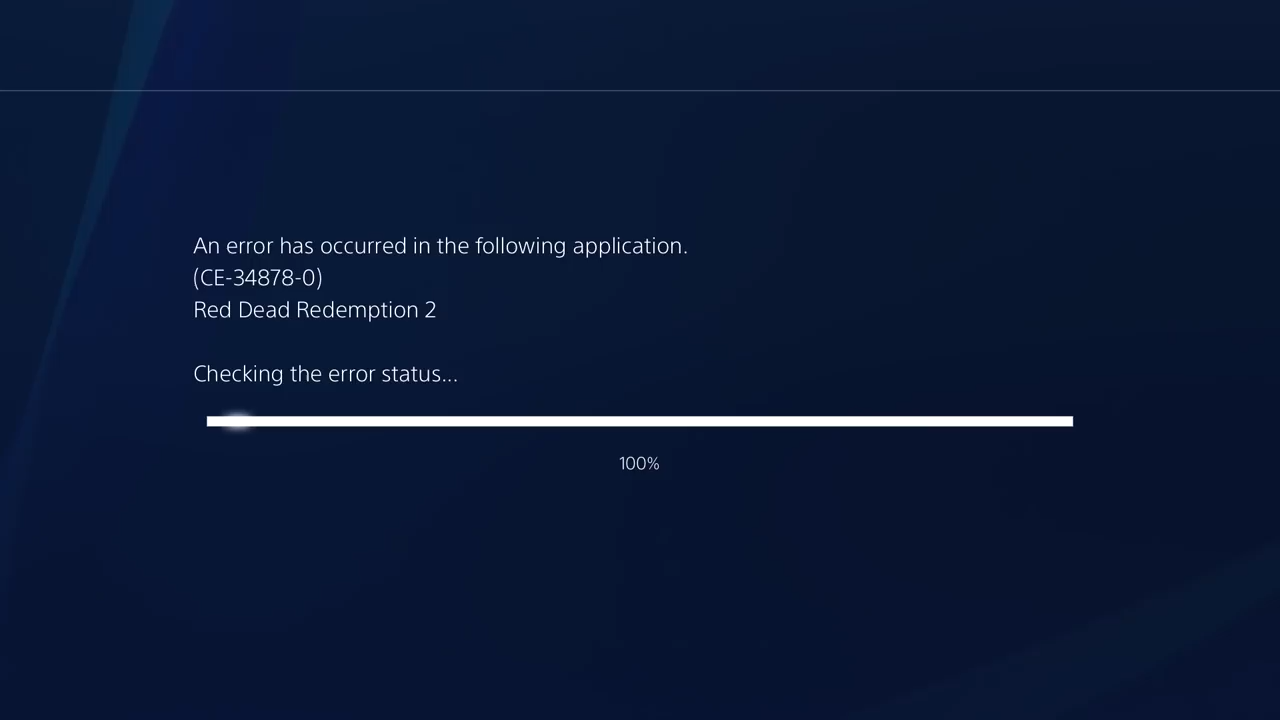 An error has occurred in the following application.
(CE-34878-0)
Red Dead Redemption 2
Checking the error status...
100%